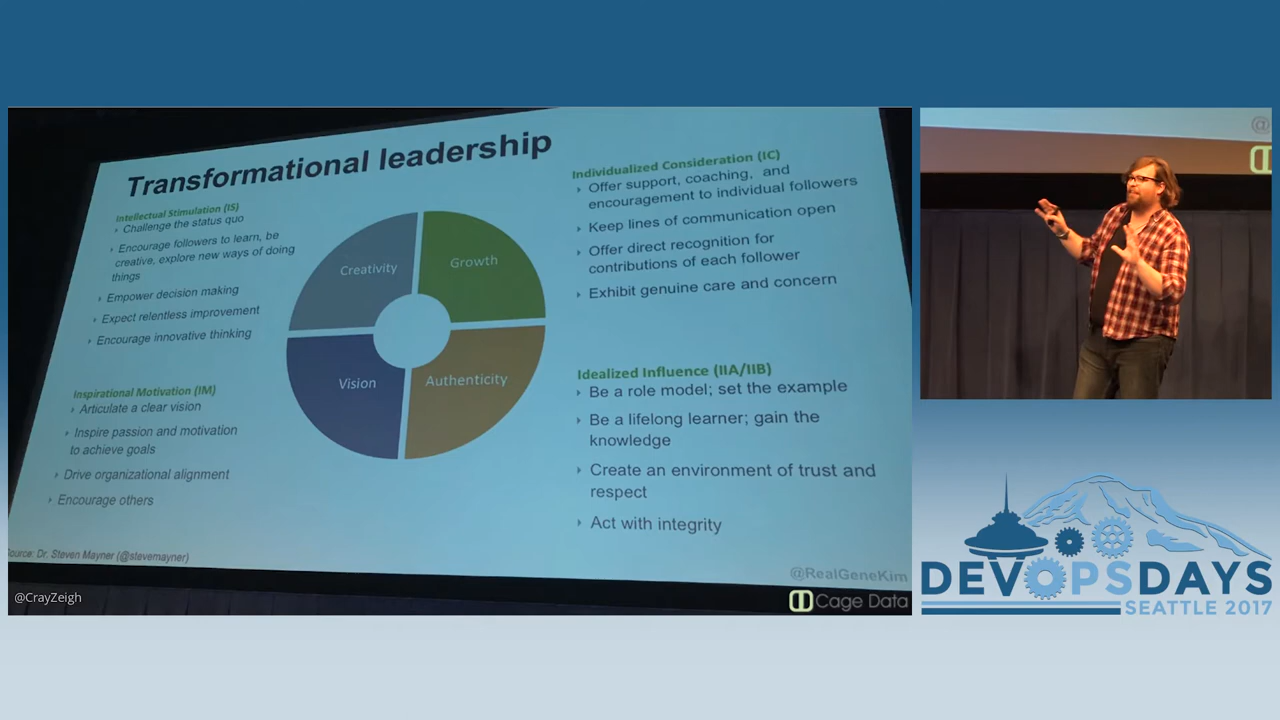 Transformational leadership
Intellectual Stimulation (IS)
‣ Challenge the status quo
‣ Encourage followers to learn, be
creative, explore new ways of doing
things
‣ Empower decision making
‣ Expect relentless improvement
‣ Encourage innovative thinking
Inspirational Motivation (IM)
‣ Articulate a clear vision
‣ Inspire passion and motivation
to achieve goals
‣ Drive organizational alignment
‣ Encourage others
Creativity
Growth
Vision
Authenticity
Individualized Consideration (IC)
‣ Offer support, coaching, and
encouragement to individual followers
‣ Keep lines of communication open
‣ Offer direct recognition for
contributions of each follower
‣ Exhibit genuine care and concern
Idealized Influence (IIA/IIB)
‣ Be a role model; set the example
‣ Be a lifelong learner; gain the
knowledge
‣ Create an environment of trust and
respect
‣ Act with integrity
Source: Dr. Steven Mayner (@stevemayner)
@RealGeneKim
@CrayZeigh
Cage Data
@
DEVOPSDAYS
SEATTLE 2017